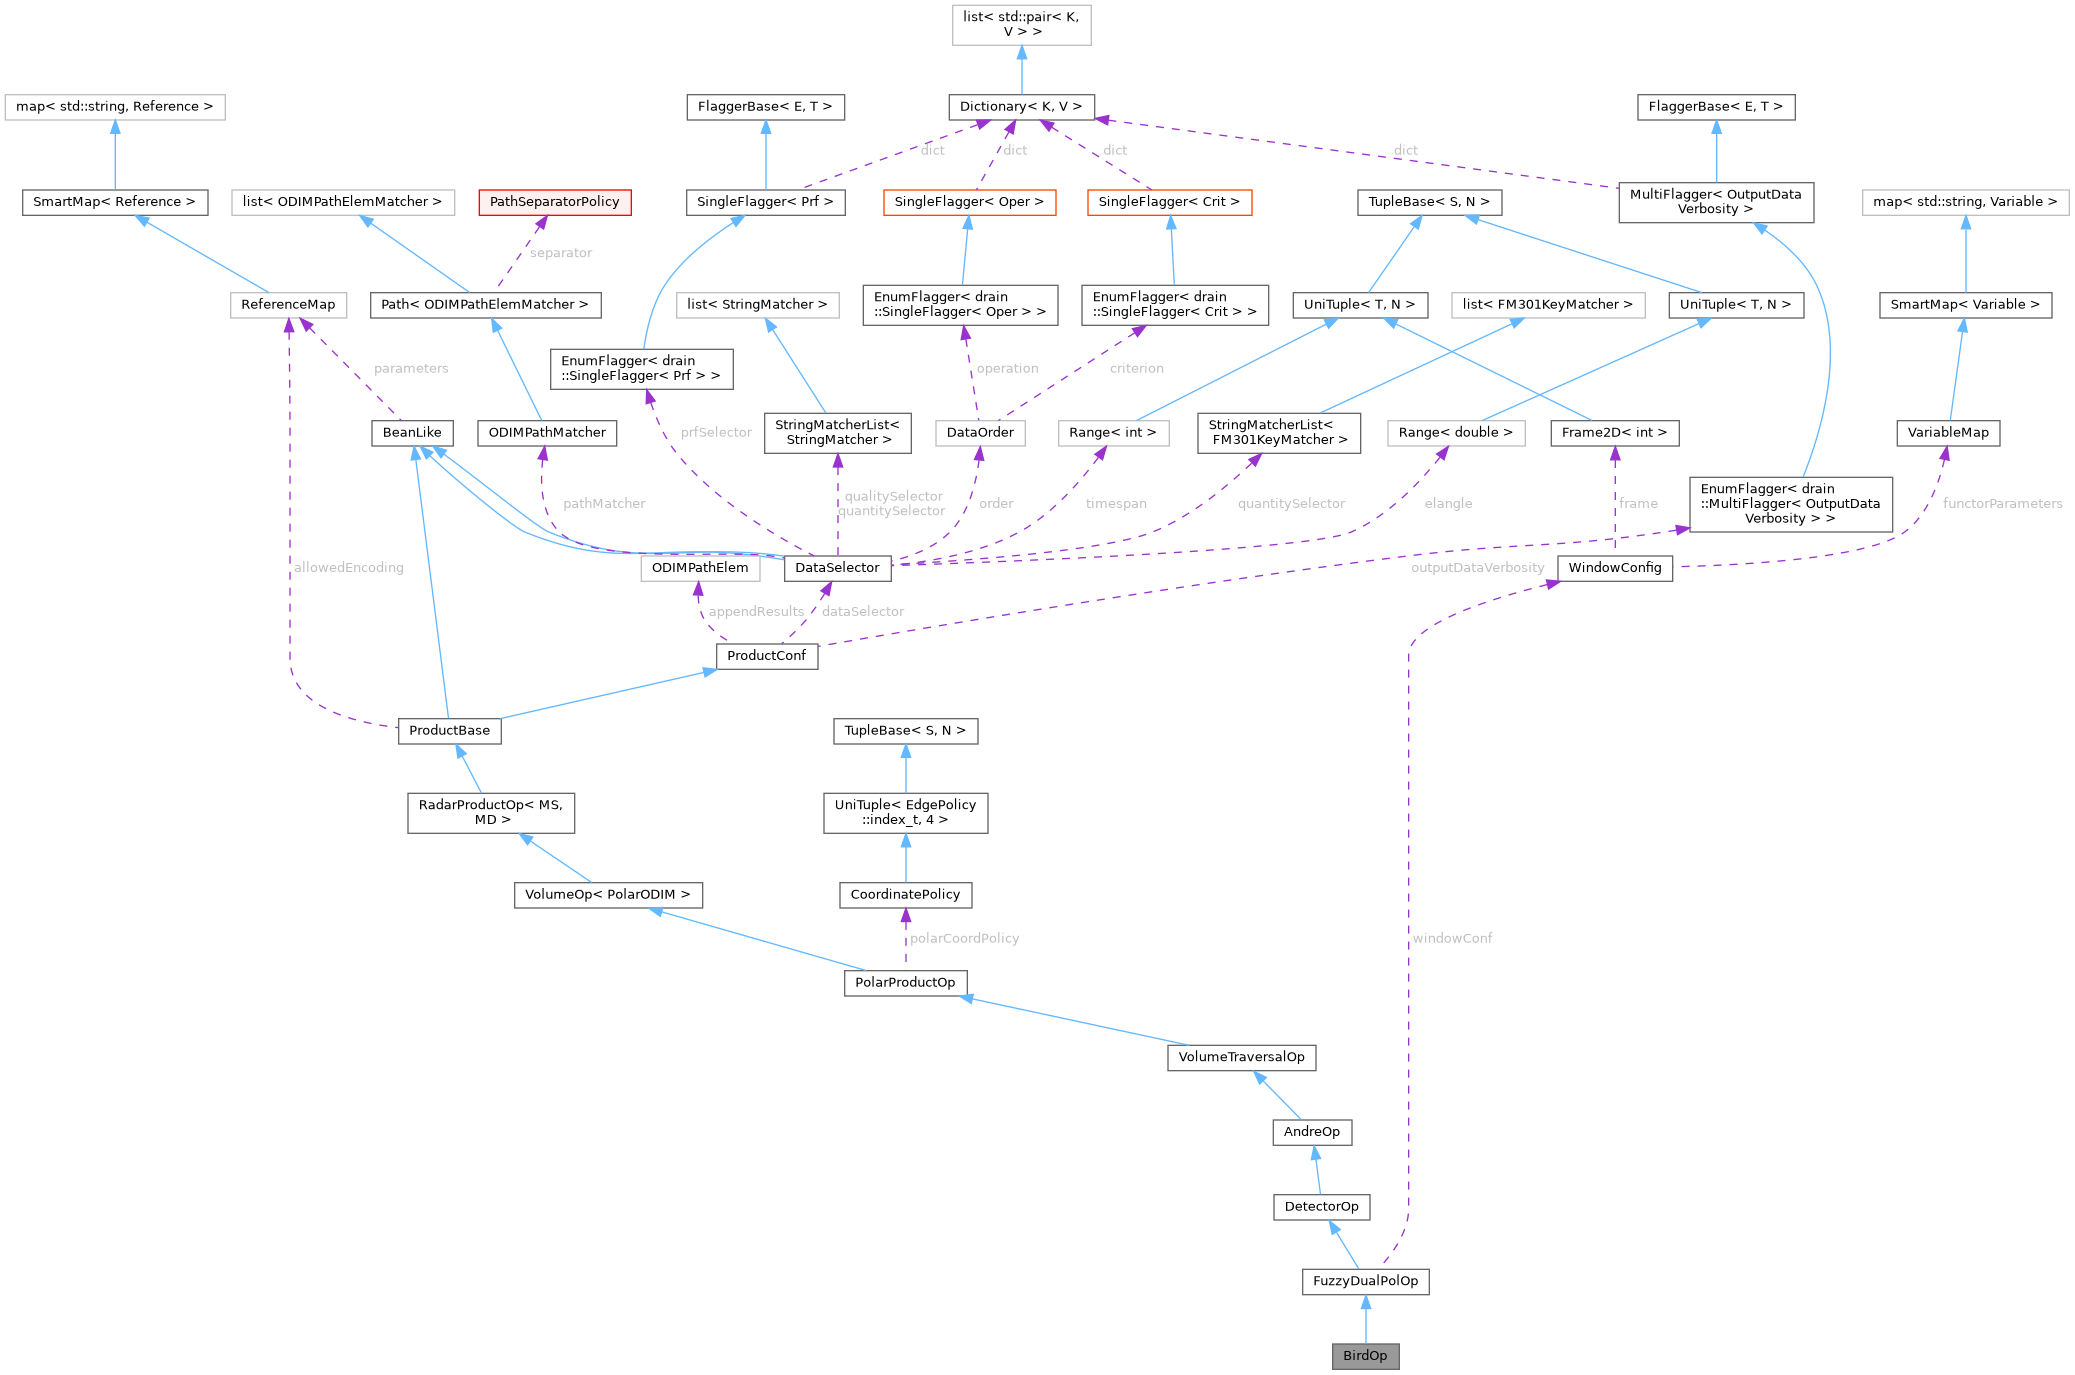 list< std::pair< K,
V > >
map< std::string, Reference >
FlaggerBase< E, T >
Dictionary< K, V >
FlaggerBase< E, T >
dict
dict
dict
dict
SmartMap< Reference >
list< ODIMPathElemMatcher >
PathSeparatorPolicy
SingleFlagger< Prf >
SingleFlagger< Oper >
SingleFlagger< Crit >
TupleBase< S, N >
MultiFlagger< OutputData
Verbosity >
map< std::string, Variable >
separator
ReferenceMap
Path< ODIMPathElemMatcher >
list< StringMatcher >
EnumFlagger< drain
::SingleFlagger< Oper > >
EnumFlagger< drain
::SingleFlagger< Crit > >
UniTuple< T, N >
list< FM301KeyMatcher >
UniTuple< T, N >
SmartMap< Variable >
parameters
EnumFlagger< drain
::SingleFlagger< Prf > >
operation
criterion
BeanLike
ODIMPathMatcher
prfSelector
StringMatcherList<
StringMatcher >
DataOrder
Range< int >
StringMatcherList<
FM301KeyMatcher >
Range< double >
Frame2D< int >
VariableMap
pathMatcher
qualitySelector
quantitySelector
order
timespan
quantitySelector
elangle
frame
EnumFlagger< drain
::MultiFlagger< OutputData
Verbosity > >
functorParameters
allowedEncoding
ODIMPathElem
DataSelector
outputDataVerbosity
WindowConfig
appendResults
dataSelector
ProductConf
ProductBase
TupleBase< S, N >
RadarProductOp< MS,
MD >
UniTuple< EdgePolicy
::index_t, 4 >
VolumeOp< PolarODIM >
CoordinatePolicy
polarCoordPolicy
windowConf
PolarProductOp
VolumeTraversalOp
AndreOp
DetectorOp
FuzzyDualPolOp
BirdOp